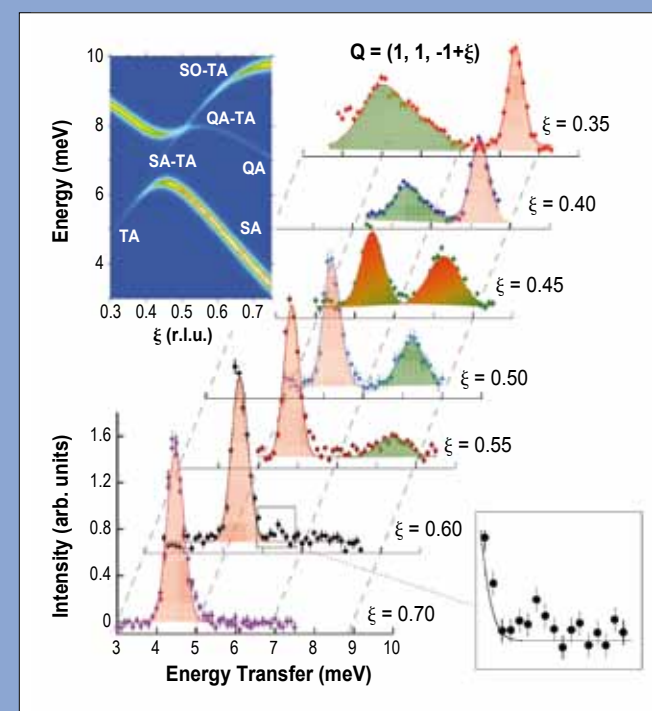 Q = (1, 1, -1+ξ)
10
8
6
4
Energy (meV)
SO-TA
QA-TA
SA-TA
QA
TA
SA
0.3 0.4 0.5 0.6 0.7
ξ (r.l.u.)
ξ = 0.35
ξ = 0.40
ξ = 0.45
ξ = 0.50
ξ = 0.55
ξ = 0.60
ξ = 0.70
Intensity (arb. units)
1.6
1.2
0.8
0.4
0
3 4 5 6 7 8 9 10
Energy Transfer (meV)